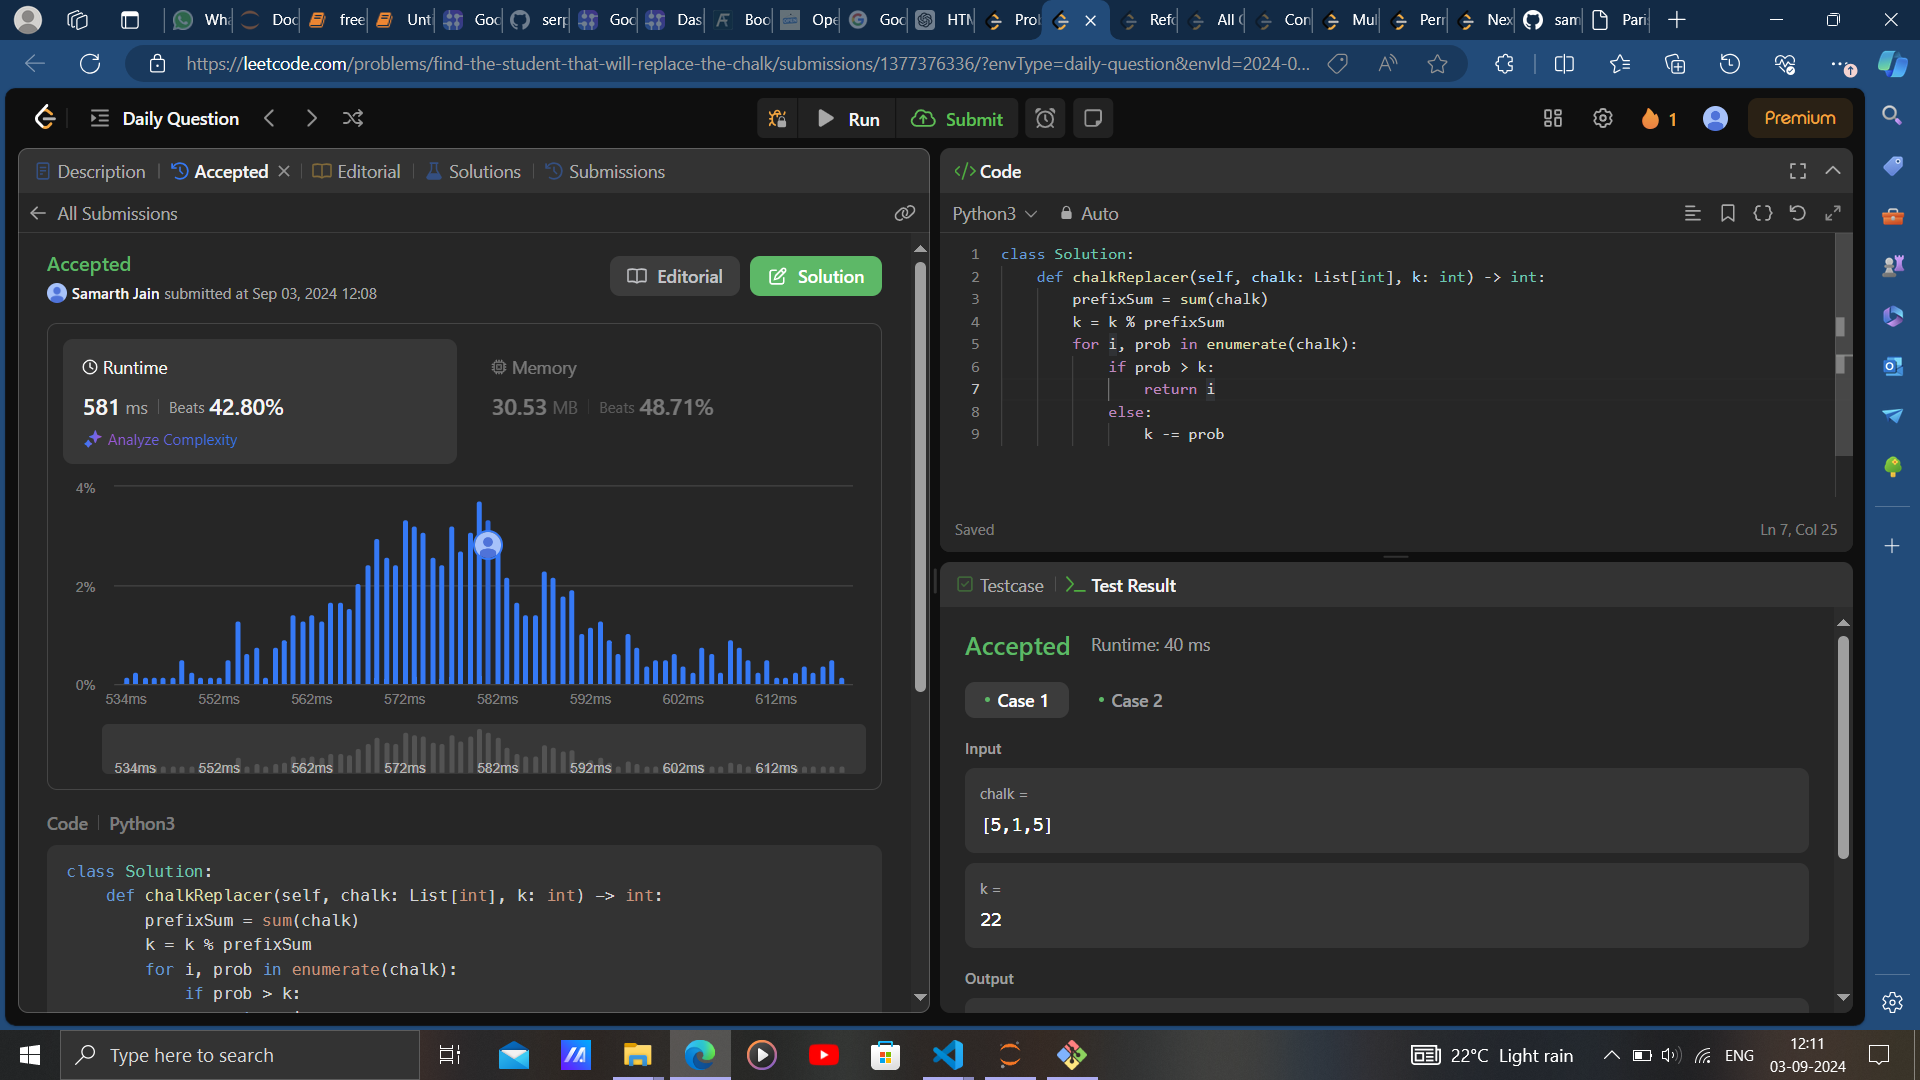 Wha
Doc
free
Unt
Goo
serp
Goo
Das
Boo
Ope
Goo
HTM
Prob
Refo
All C
Con
Mul
Perr
Nex
sam
Pari
https://leetcode.com/problems/find-the-student-that-will-replace-the-chalk/submissions/1377376336/?envType=daily-question&envId=2024-0...
Daily Question
Run
Submit
1
Premium
Description
Accepted
Editorial
Solutions
Submissions
All Submissions
Accepted
Samarth Jain submitted at Sep 03, 2024 12:08
Editorial
Solution
Runtime
581 ms
Beats 42.80%
Analyze Complexity
Memory
30.53 MB
Beats 48.71%
4%
2%
0%
534ms 552ms 562ms 572ms 582ms 592ms 602ms 612ms
534ms 552ms 562ms 572ms 582ms 592ms 602ms 612ms
Code
Python3
class Solution:
    def chalkReplacer(self, chalk: List[int], k: int) -> int:
        prefixSum = sum(chalk)
        k = k % prefixSum
        for i, prob in enumerate(chalk):
            if prob > k:
</> Code
Python3
Auto
1 class Solution:
2     def chalkReplacer(self, chalk: List[int], k: int) -> int:
3         prefixSum = sum(chalk)
4         k = k % prefixSum
5         for i, prob in enumerate(chalk):
6             if prob > k:
7                 return i
8             else:
9                 k -= prob
Saved
Ln 7, Col 25
Testcase
Test Result
Accepted
Runtime: 40 ms
Case 1
Case 2
Input
chalk =
[5,1,5]
k =
22
Output
Type here to search
22°C Light rain
ENG
12:11
03-09-2024